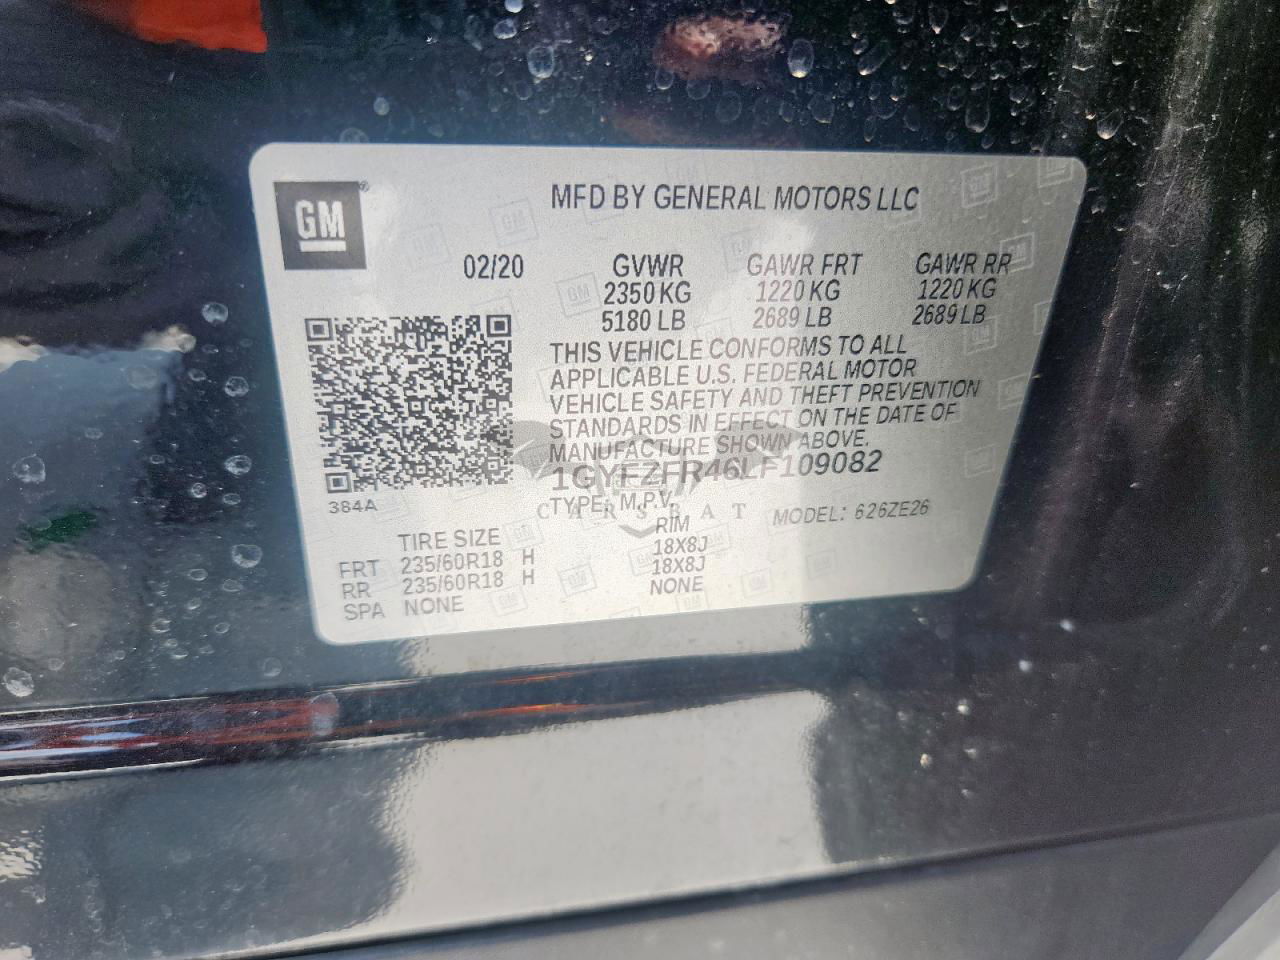 GM
MFD BY GENERAL MOTORS LLC
02/20 GVWR GAWR FRT GAWR RR
2350 KG 1220 KG 1220 KG
5180 LB 2689 LB 2689 LB
THIS VEHICLE CONFORMS TO ALL
APPLICABLE U.S. FEDERAL MOTOR
VEHICLE SAFETY AND THEFT PREVENTION
STANDARDS IN EFFECT ON THE DATE OF
MANUFACTURE SHOWN ABOVE.
1GYFZFR46LF109082
384A
TYPE: M.P.V. MODEL: 626ZE26
CARSBAT
TIRE SIZE RIM
FRT 235/60R18 H 18X8J
RR 235/60R18 H 18X8J
SPA NONE NONE